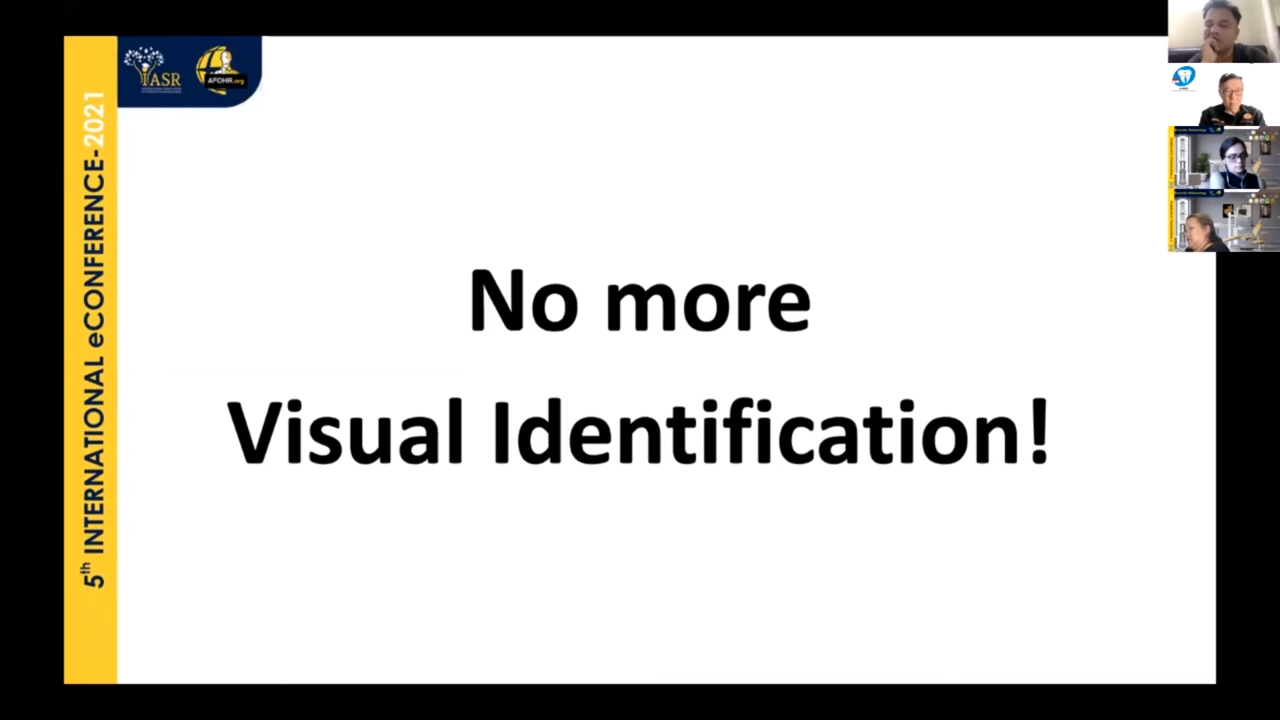 IASR
AFOHR.org
5th INTERNATIONAL eCONFERENCE-2021
No more
Visual Identification!